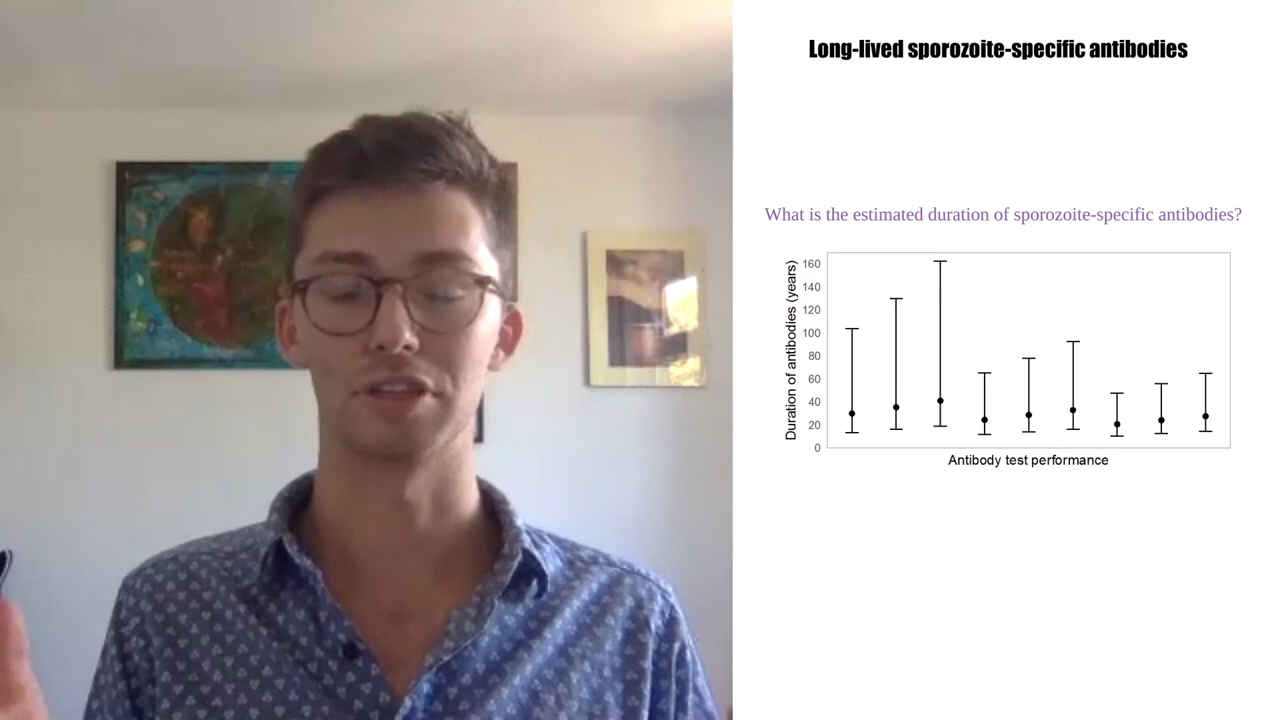 Long-lived sporozoite-specific antibodies
What is the estimated duration of sporozoite-specific antibodies?
Duration of antibodies (years)
160
140
120
100
80
60
40
20
0
Antibody test performance